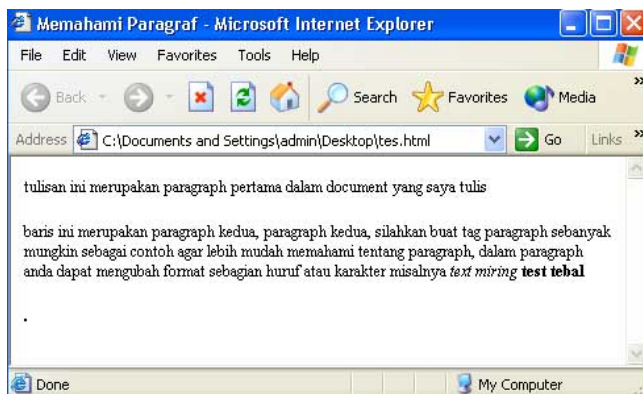 Memahami Paragraf - Microsoft Internet Explorer
File Edit View Favorites Tools Help
Back Search Favorites Media
Address C:\Documents and Settings\admin\Desktop\tes.html Go Links
tulisan ini merupakan paragraph pertama dalam document yang saya tulis
baris ini merupakan paragraph kedua, paragraph kedua, silahkan buat tag paragraph sebanyak
mungkin sebagai contoh agar lebih mudah memahami tentang paragraph, dalam paragraph
anda dapat mengubah format sebagian huruf atau karakter misalnya text miring test tebal
.
Done My Computer